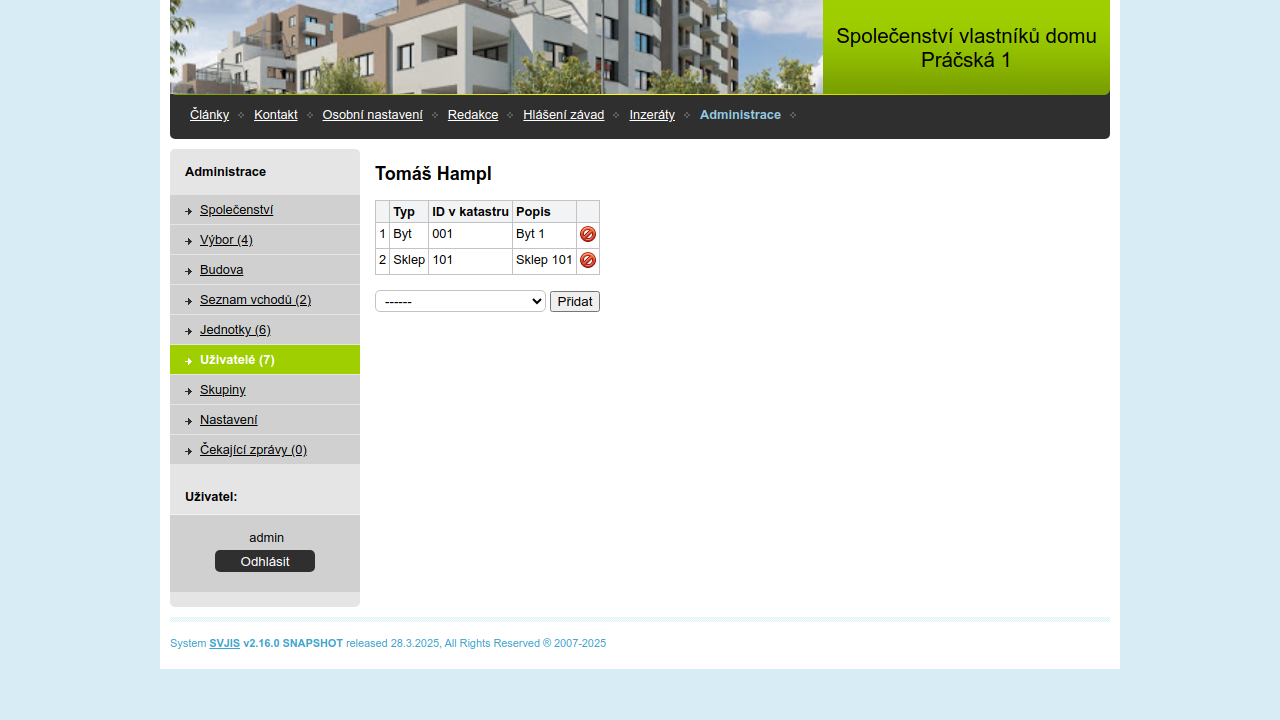 Společenství vlastníků domu
Práčská 1
Články Kontakt Osobní nastavení Redakce Hlášení závad Inzeráty Administrace
Administrace
Společenství
Výbor (4)
Budova
Seznam vchodů (2)
Jednotky (6)
Uživatelé (7)
Skupiny
Nastavení
Čekající zprávy (0)
Uživatel:
admin
Odhlásit
Tomáš Hampl
Typ ID v katastru Popis
1 Byt 001 Byt 1
2 Sklep 101 Sklep 101
------ Přidat
System SVJIS v2.16.0 SNAPSHOT released 28.3.2025, All Rights Reserved ® 2007-2025